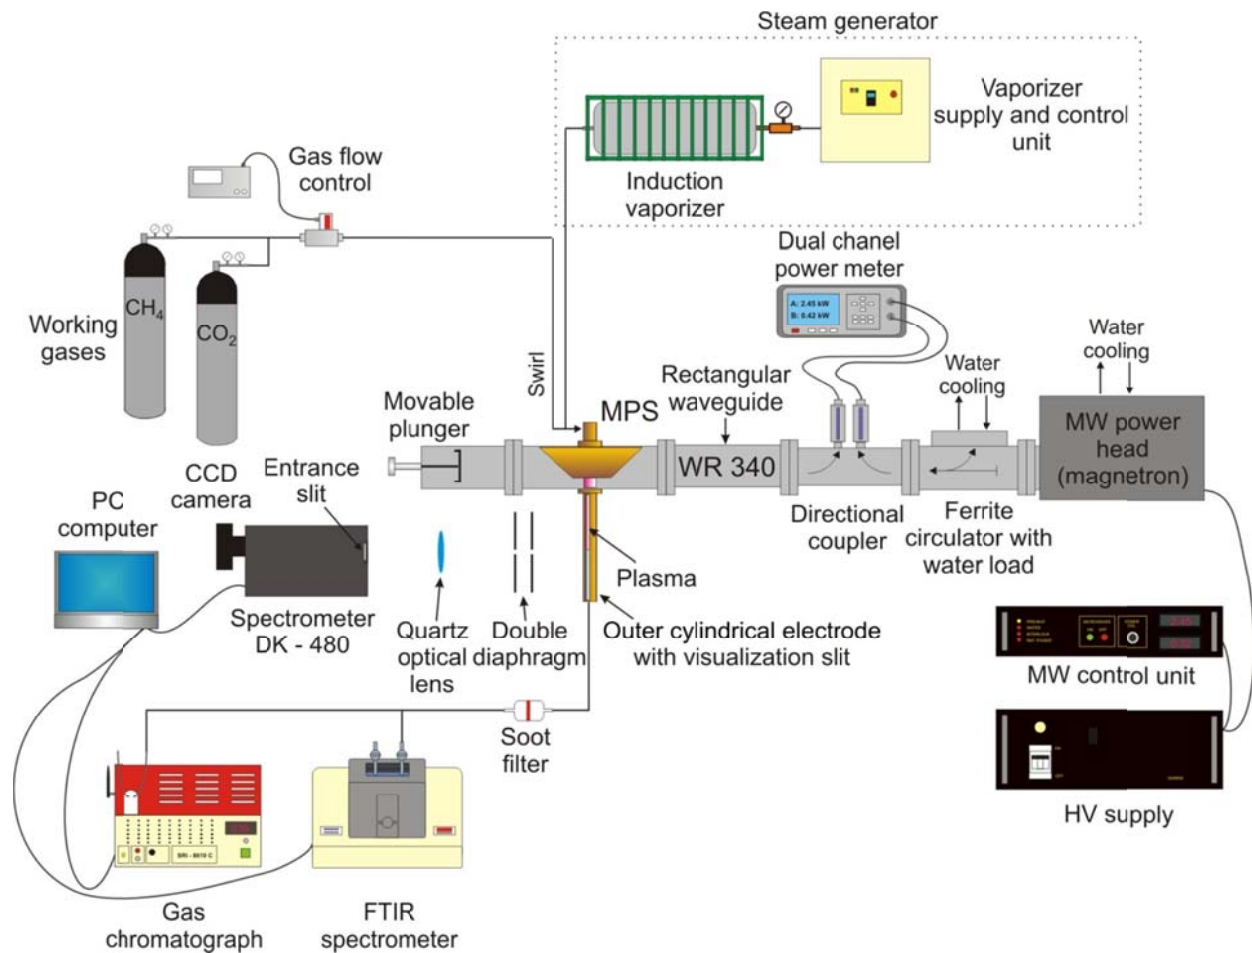 Steam generator
Vaporizer
supply and control
unit
Induction
vaporizer
Gas flow
control
Dual chanel
power meter
A: 2.45 kW
B: 0.42 kW
CH4
CO2
Working
gases
Swirl
Water
cooling
Water
cooling
Movable
plunger
MPS
Rectangular
waveguide
WR 340
MW power
head
(magnetron)
CCD
camera
Entrance
slit
PC
computer
Directional
coupler
Ferrite
circulator with
water load
Plasma
Spectrometer
DK - 480
Quartz
optical
lens
Double
diaphragm
Outer cylindrical electrode
with visualization slit
MW control unit
Soot
filter
HV supply
SRI - 8610 C
Gas
chromatograph
FTIR
spectrometer